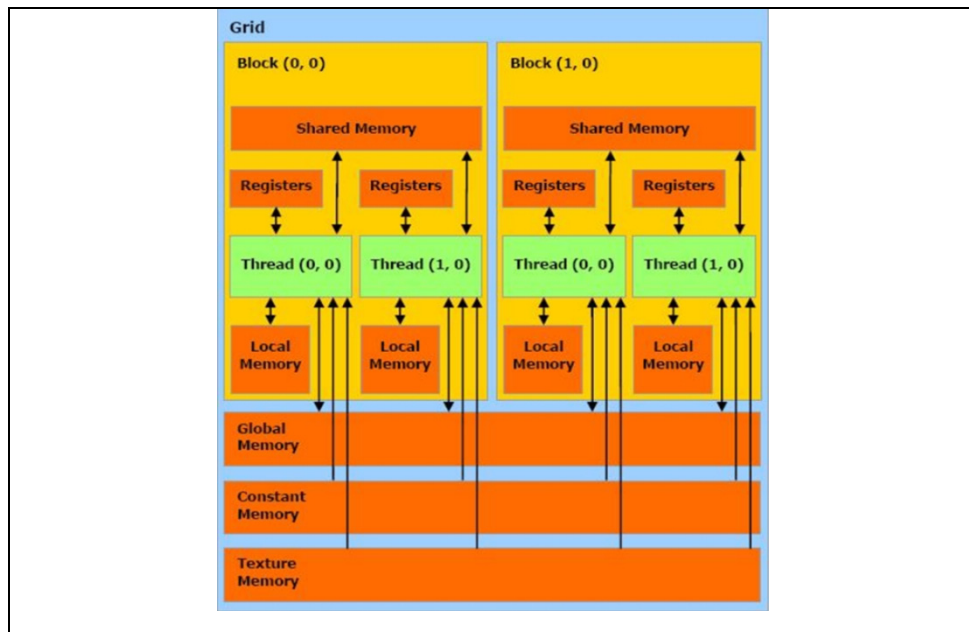 Grid
Block (0, 0)
Shared Memory
Registers
Registers
Thread (0, 0)
Thread (1, 0)
Local
Memory
Local
Memory
Block (1, 0)
Shared Memory
Registers
Registers
Thread (0, 0)
Thread (1, 0)
Local
Memory
Local
Memory
Global
Memory
Constant
Memory
Texture
Memory